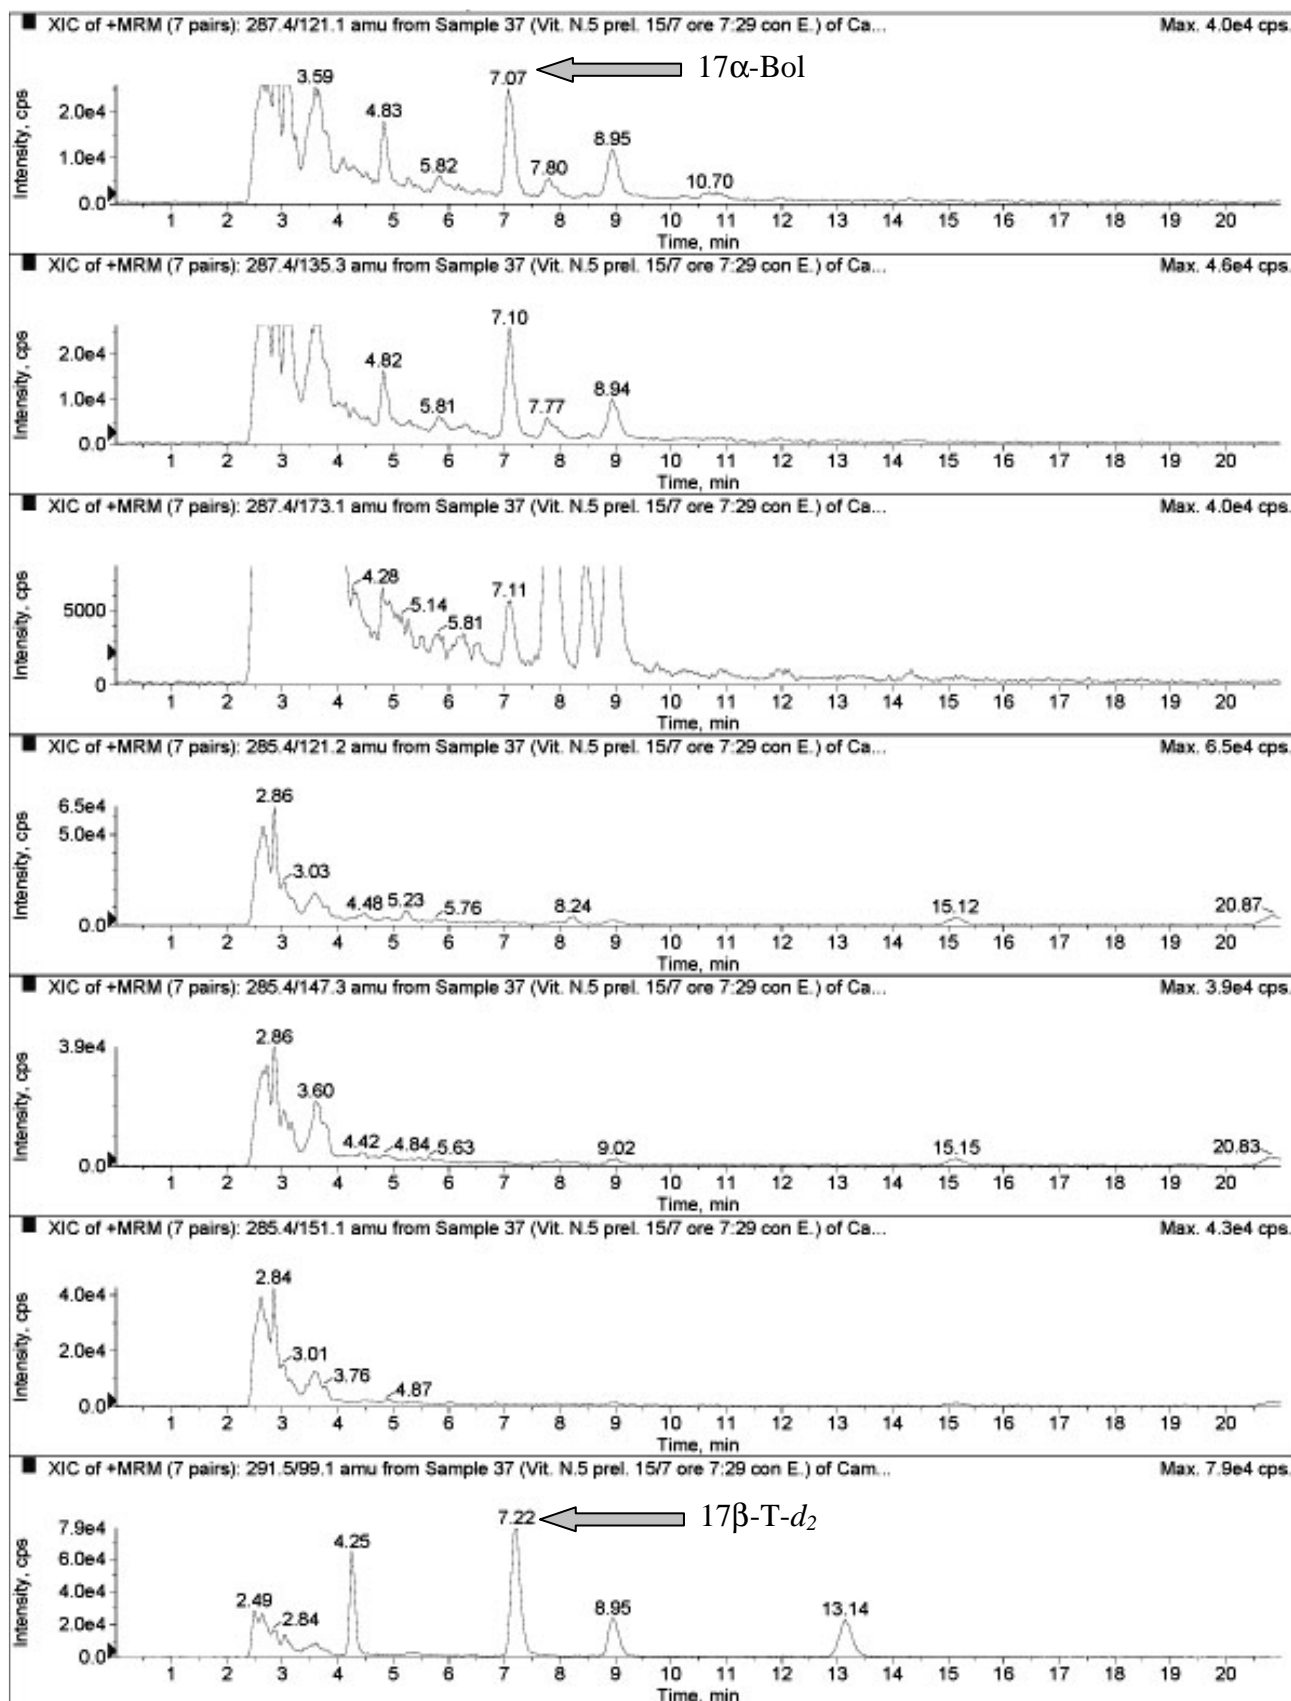 XIC of +MRM (7 pairs): 287.4/121.1 amu from Sample 37 (Vit. N.5 prel. 15/7 ore 7:29 con E.) of Ca... Max. 4.0e4 cps.
17α-Bol
3.59 7.07
Intensity, cps
2.0e4 4.83
8.95
1.0e4 5.82 7.80
10.70
0.0
1 2 3 4 5 6 7 8 9 10 11 12 13 14 15 16 17 18 19 20
Time, min
XIC of +MRM (7 pairs): 287.4/135.3 amu from Sample 37 (Vit. N.5 prel. 15/7 ore 7:29 con E.) of Ca... Max. 4.6e4 cps.
7.10
Intensity, cps
2.0e4 4.82
8.94
1.0e4 5.81 7.77
0.0
1 2 3 4 5 6 7 8 9 10 11 12 13 14 15 16 17 18 19 20
Time, min
XIC of +MRM (7 pairs): 287.4/173.1 amu from Sample 37 (Vit. N.5 prel. 15/7 ore 7:29 con E.) of Ca... Max. 4.0e4 cps.
Intensity, cps
4.28 7.11
5000 5.14
5.81
0
1 2 3 4 5 6 7 8 9 10 11 12 13 14 15 16 17 18 19 20
Time, min
XIC of +MRM (7 pairs): 285.4/121.2 amu from Sample 37 (Vit. N.5 prel. 15/7 ore 7:29 con E.) of Ca... Max. 6.5e4 cps.
2.86
Intensity, cps
6.5e4
5.0e4
3.03
4.48 5.23 5.76 8.24 15.12 20.87
0.0
1 2 3 4 5 6 7 8 9 10 11 12 13 14 15 16 17 18 19 20
Time, min
XIC of +MRM (7 pairs): 285.4/147.3 amu from Sample 37 (Vit. N.5 prel. 15/7 ore 7:29 con E.) of Ca... Max. 3.9e4 cps.
2.86
Intensity, cps
3.9e4
3.60
4.42 4.84 5.63 9.02 15.15 20.83
0.0
1 2 3 4 5 6 7 8 9 10 11 12 13 14 15 16 17 18 19 20
Time, min
XIC of +MRM (7 pairs): 285.4/151.1 amu from Sample 37 (Vit. N.5 prel. 15/7 ore 7:29 con E.) of Ca... Max. 4.3e4 cps.
2.84
Intensity, cps
4.0e4
2.0e4 3.01
3.76
4.87
0.0
1 2 3 4 5 6 7 8 9 10 11 12 13 14 15 16 17 18 19 20
Time, min
XIC of +MRM (7 pairs): 291.5/99.1 amu from Sample 37 (Vit. N.5 prel. 15/7 ore 7:29 con E.) of Cam... Max. 7.9e4 cps.
7.22 17β-T-d2
Intensity, cps
7.9e4 4.25
6.0e4
4.0e4
2.49 8.95 13.14
2.0e4 2.84
0.0
1 2 3 4 5 6 7 8 9 10 11 12 13 14 15 16 17 18 19 20
Time, min